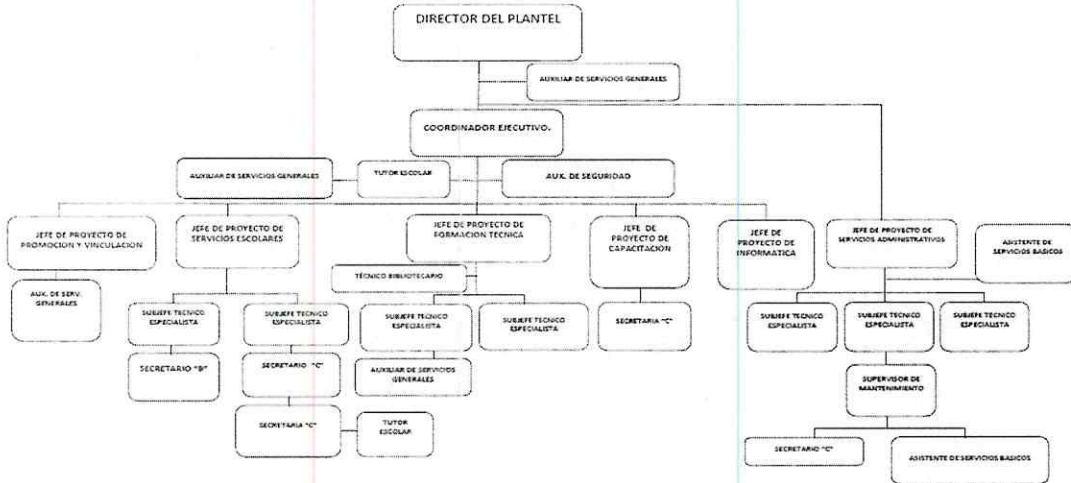 DIRECTOR DEL PLANTEL
AUXILIAR DE SERVICIOS GENERALES
COORDINADOR EJECUTIVO.
AUXILIAR DE SERVICIOS GENERALES
TUTOR ESCOLAR
AUX. DE SEGURIDAD
JEFE DE PROYECTO DE
PROMOCION Y VINCULACION
JEFE DE PROYECTO DE
SERVICIOS ESCOLARES
JEFE DE PROYECTO DE
FORMACION TECNICA
JEFE DE
PROYECTO DE
CAPACITACIÓN
JEFE DE
PROYECTO DE
INFORMATICA
JEFE DE PROYECTO DE
SERVICIOS ADMINISTRATIVOS
ASISTENTE DE
SERVICIOS BASICOS
AUX. DE SERV.
GENERALES
TÉCNICO BIBLIOTECARIO
SUBJEFE TECNICO
ESPECIALISTA
SUBJEFE TECNICO
ESPECIALISTA
SUBJEFE TECNICO
ESPECIALISTA
SUBJEFE TECNICO
ESPECIALISTA
SECRETARIA "C"
SUBJEFE TECNICO
ESPECIALISTA
SUBJEFE TECNICO
ESPECIALISTA
SUBJEFE TECNICO
ESPECIALISTA
SECRETARIO "B"
SECRETARIO "C"
AUXILIAR DE SERVICIOS
GENERALES
SUPERVISOR DE
MANTENIMIENTO
SECRETARIA "C"
TUTOR
ESCOLAR
SECRETARIO "C"
ASISTENTE DE SERVICIOS BASICOS